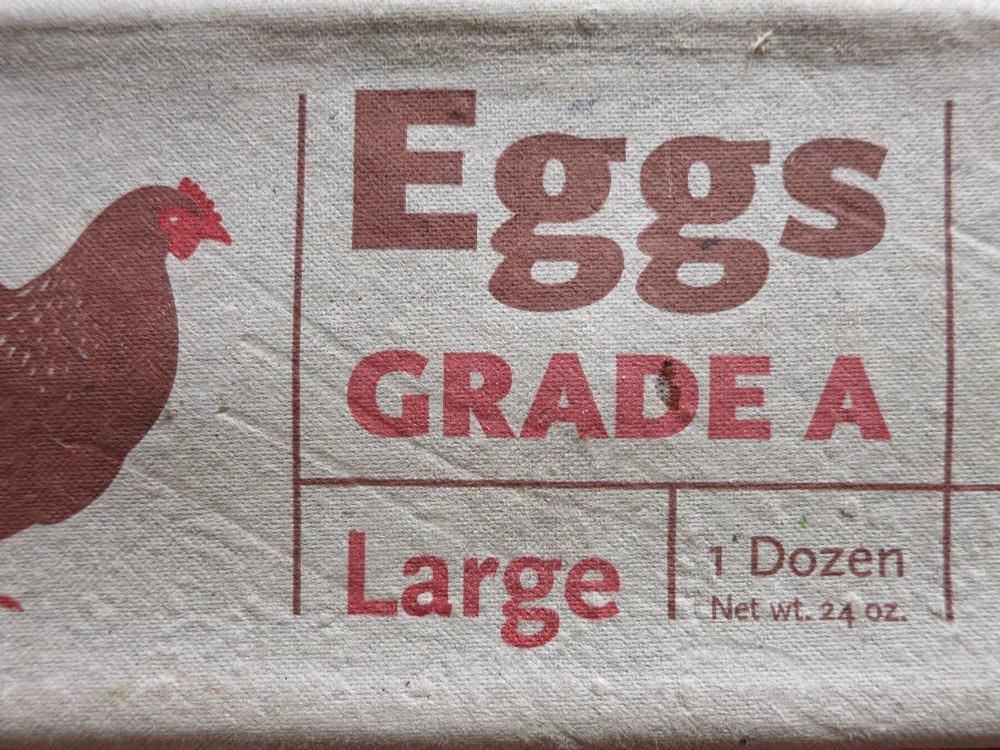 Eggs
GRADE A
Large
1 Dozen
Net wt. 24 oz.